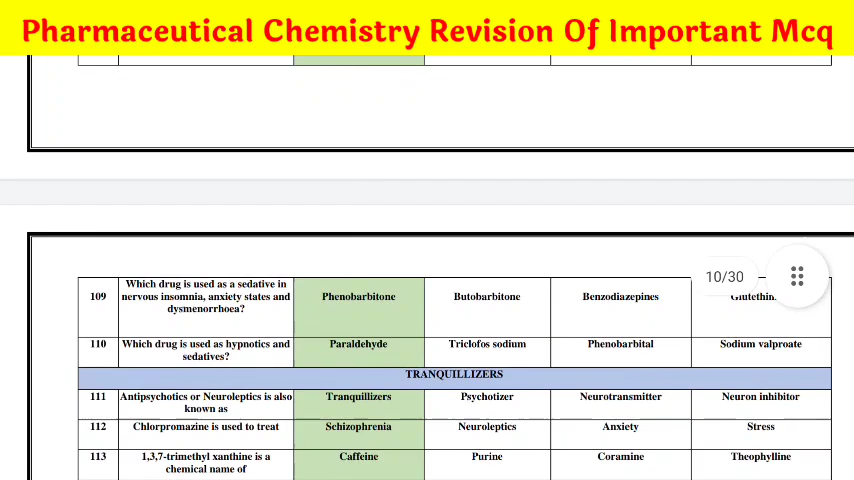 Pharmaceutical Chemistry Revision Of Important Mcq
10/30
109 Which drug is used as a sedative in nervous insomnia, anxiety states and dysmenorrhoea? Phenobarbitone Butobarbitone Benzodiazepines
110 Which drug is used as hypnotics and sedatives? Paraldehyde Triclofos sodium Phenobarbital Sodium valproate
TRANQUILLIZERS
111 Antipsychotics or Neuroleptics is also known as Tranquillizers Psychotizer Neurotransmitter Neuron inhibitor
112 Chlorpromazine is used to treat Schizophrenia Neuroleptics Anxiety Stress
113 1,3,7-trimethyl xanthine is a chemical name of Caffeine Purine Coramine Theophylline